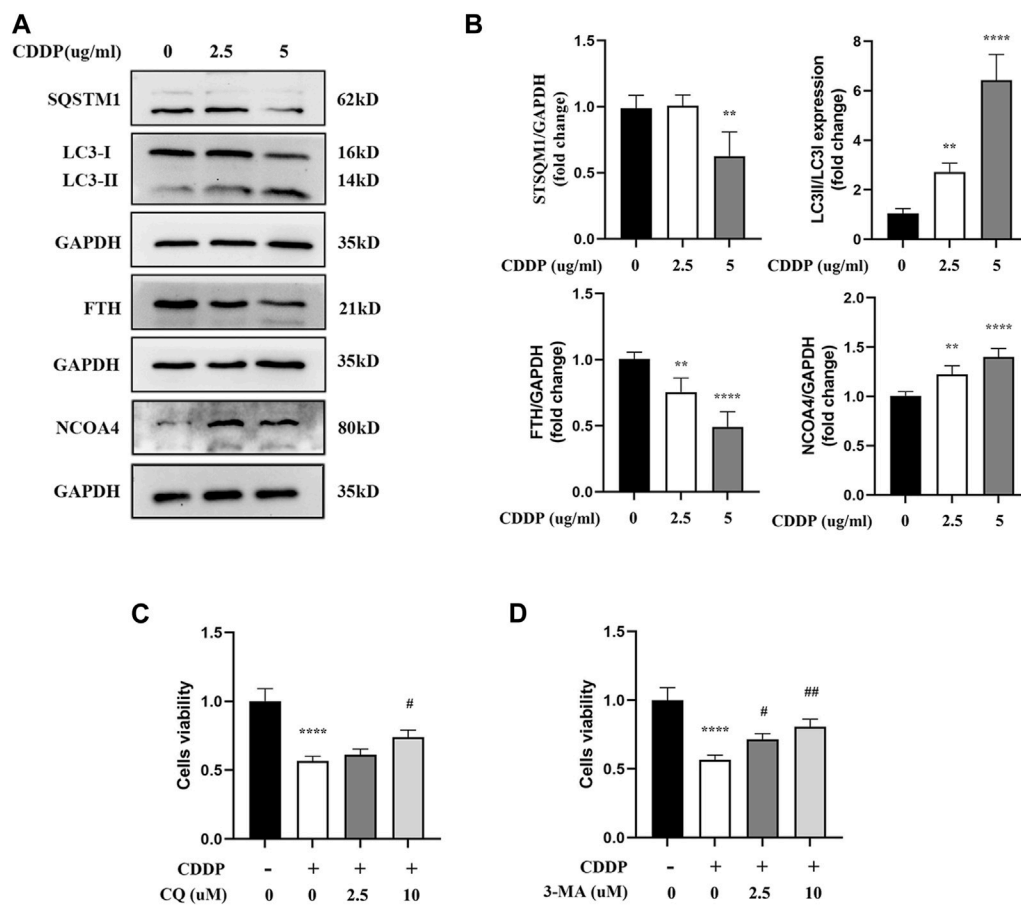 A
CDDP(ug/ml) 0 2.5 5
SQSTM1 62kD
LC3-I 16kD
LC3-II 14kD
GAPDH 35kD
FTH 21kD
GAPDH 35kD
NCOA4 80kD
GAPDH 35kD
B
STSQM1/GAPDH
(fold change)
1.5
1.0
0.5
0.0
**
CDDP (ug/ml) 0 2.5 5
LC3II/LC3I expression
(fold change)
8
6
4
2
0
**
****
CDDP (ug/ml) 0 2.5 5
FTH/GAPDH
(fold change)
1.5
1.0
0.5
0.0
**
****
CDDP (ug/ml) 0 2.5 5
NCOA4/GAPDH
(fold change)
2.0
1.5
1.0
0.5
0.0
**
****
CDDP (ug/ml) 0 2.5 5
C
Cells viability
1.5
1.0
0.5
0.0
****
#
CDDP - + + +
CQ (uM) 0 0 2.5 10
D
Cells viability
1.5
1.0
0.5
0.0
****
#
##
CDDP - + + +
3-MA (uM) 0 0 2.5 10